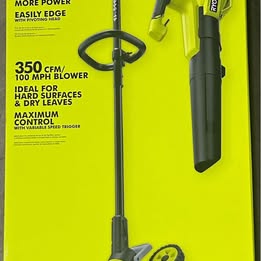 MORE POWER
EASILY EDGE
WITH PIVOTING HEAD
350 CFM/
100 MPH BLOWER
IDEAL FOR
HARD SURFACES
& DRY LEAVES
MAXIMUM
CONTROL
WITH VARIABLE SPEED TRIGGER